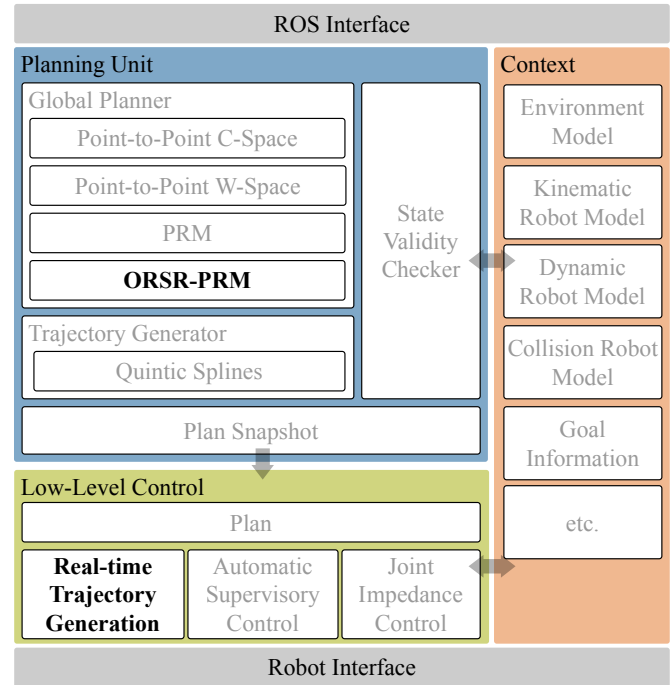 ROS Interface
Planning Unit
Global Planner
Point-to-Point C-Space
Point-to-Point W-Space
PRM
ORSR-PRM
Trajectory Generator
Quintic Splines
State
Validity
Checker
Plan Snapshot
Low-Level Control
Plan
Real-time
Trajectory
Generation
Automatic
Supervisory
Control
Joint
Impedance
Control
Context
Environment
Model
Kinematic
Robot Model
Dynamic
Robot Model
Collision Robot
Model
Goal
Information
etc.
Robot Interface